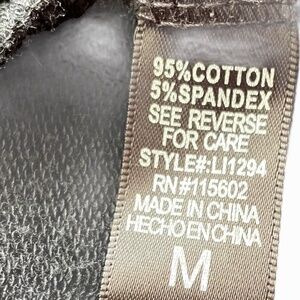 95%COTTON
5%SPANDEX
SEE REVERSE
FOR CARE
STYLE#:LI1294
RN#115602
MADE IN CHINA
HECHO EN CHINA
M